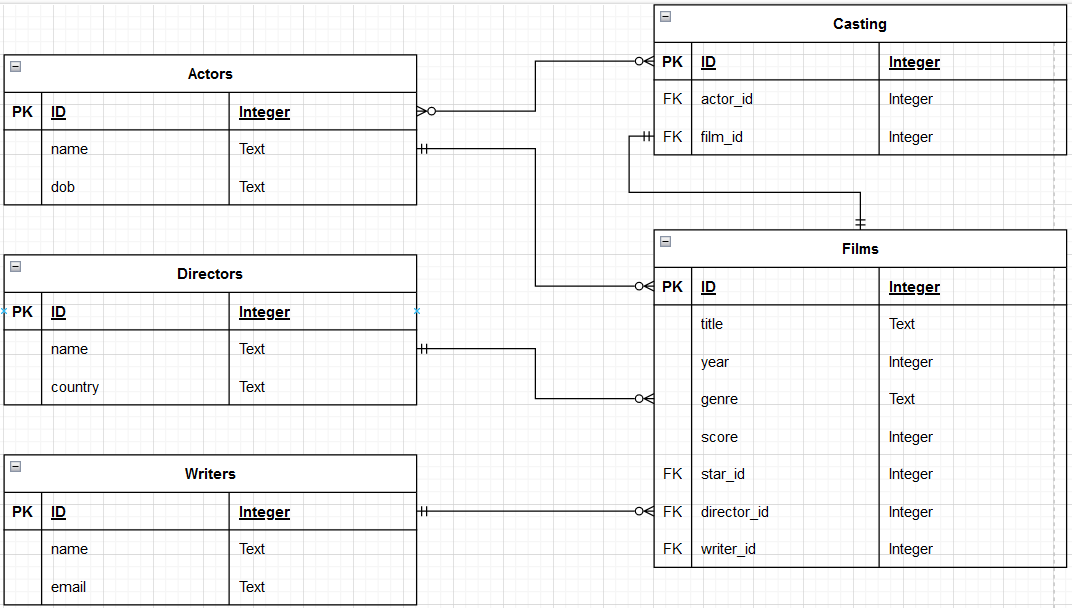 Casting
PK ID Integer
FK actor_id Integer
FK film_id Integer
Actors
PK ID Integer
name Text
dob Text
Directors
PK ID Integer
name Text
country Text
Films
PK ID Integer
title Text
year Integer
genre Text
score Integer
FK star_id Integer
FK director_id Integer
FK writer_id Integer
Writers
PK ID Integer
name Text
email Text